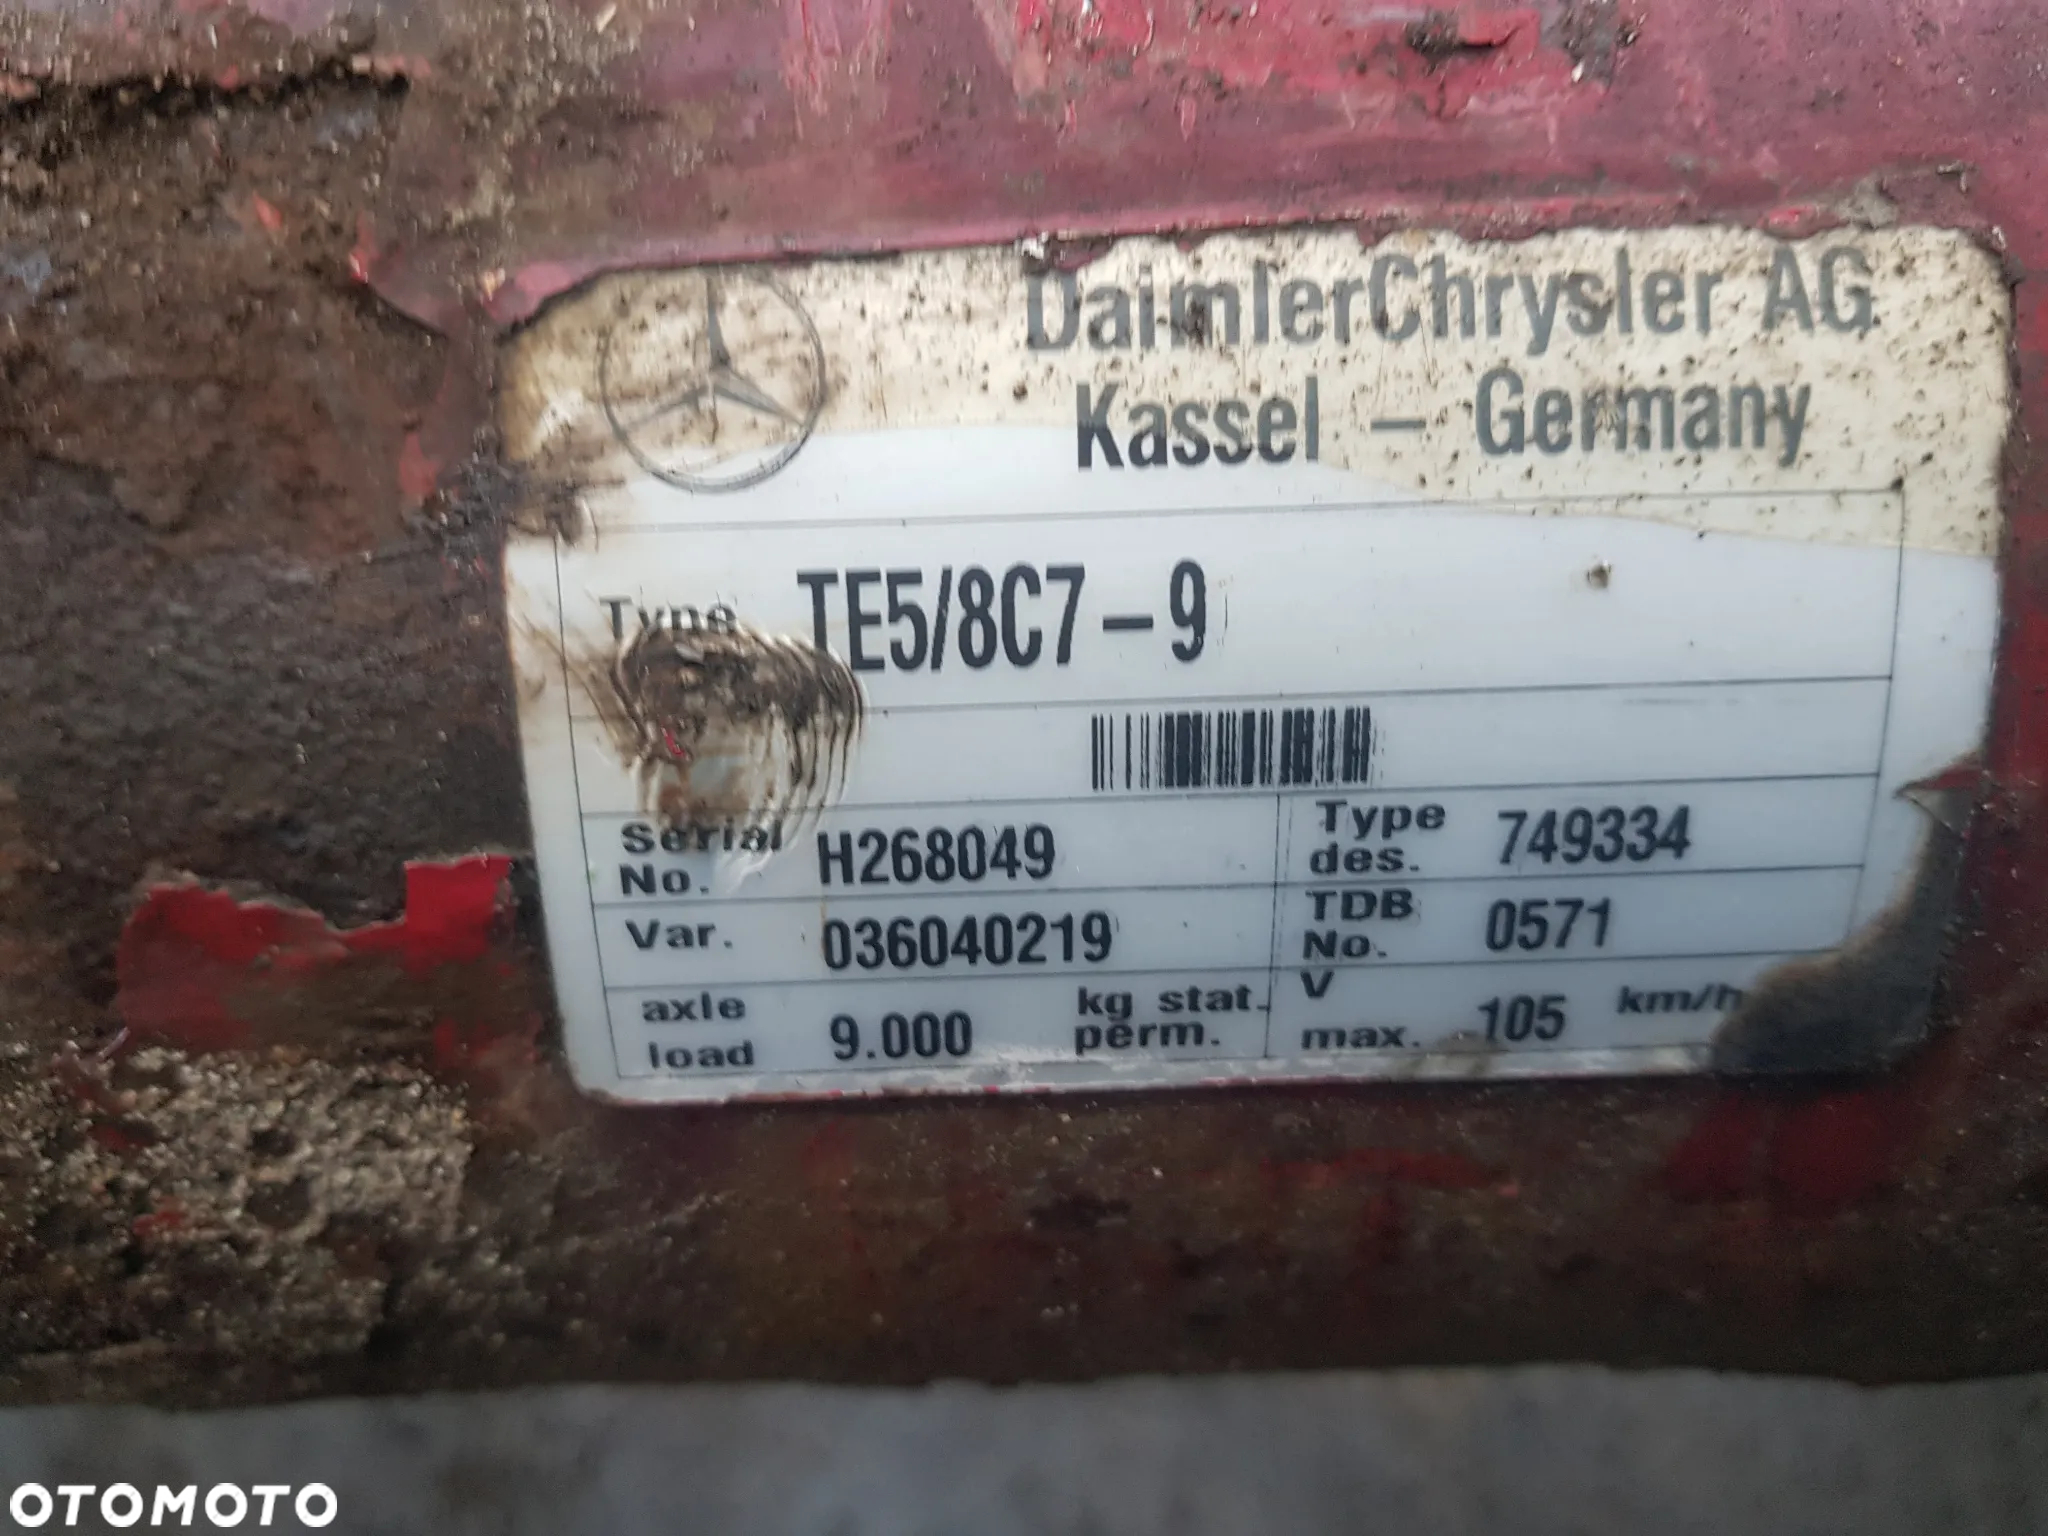 DaimlerChrysler AG
Kassel – Germany
Type TE5/8C7–9
Serial No. H268049
Type des. 749334
Var. 036040219
TDB No. 0571
axle load 9.000 kg stat. perm.
V max. 105 km/h
OTOMOTO